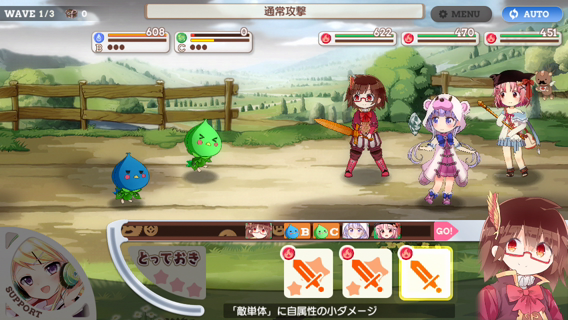 WAVE 1/3 0
通常攻撃
MENU
AUTO
608
B
0
C
622
470
451
B C GO!
とっておき
SUPPORT
「敵単体」に自属性の小ダメージ